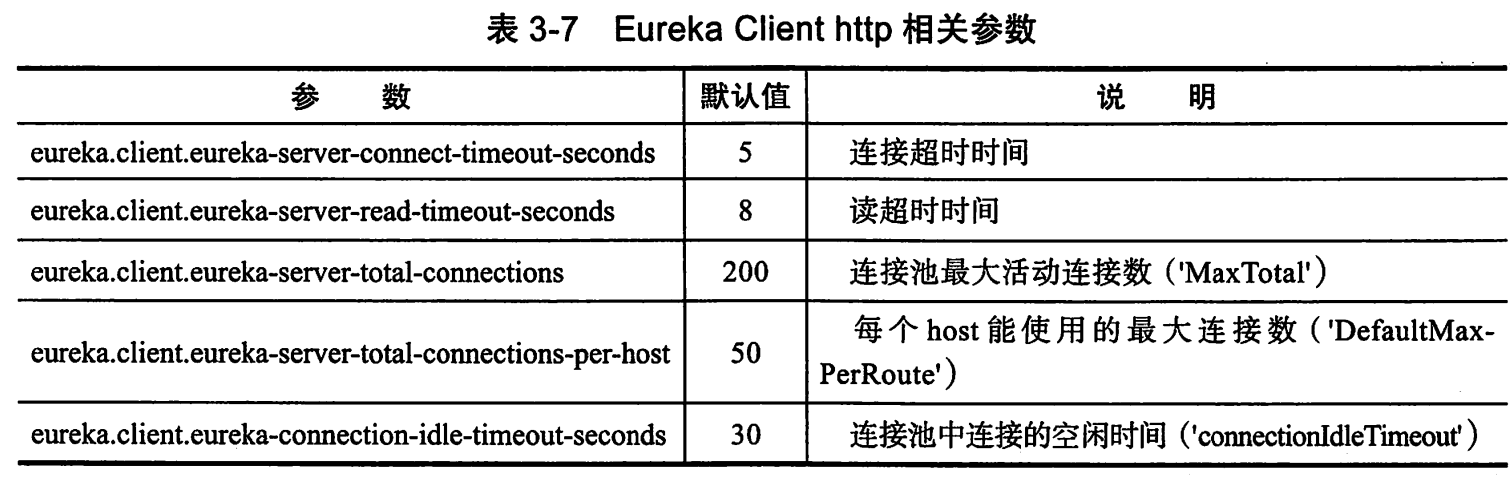 表 3-7 Eureka Client http 相关参数
参 数 默认值 说 明
eureka.client.eureka-server-connect-timeout-seconds 5 连接超时时间
eureka.client.eureka-server-read-timeout-seconds 8 读超时时间
eureka.client.eureka-server-total-connections 200 连接池最大活动连接数（'MaxTotal'）
eureka.client.eureka-server-total-connections-per-host 50 每个 host 能使用的最大连接数（'DefaultMax-
PerRoute'）
eureka.client.eureka-connection-idle-timeout-seconds 30 连接池中连接的空闲时间（'connectionIdleTimeout'）